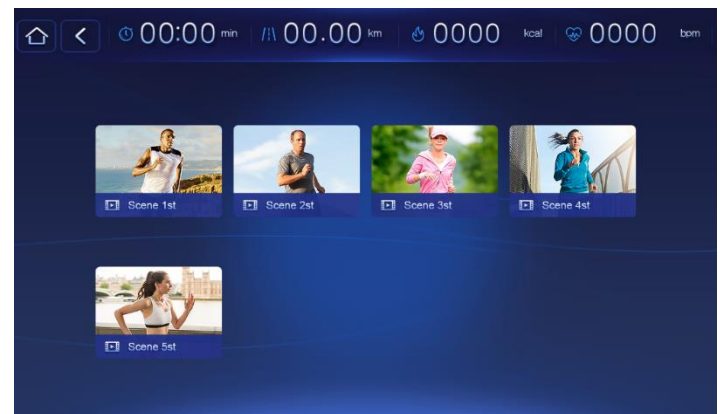 00:00 min 00.00 km 0000 kcal 0000 bpm
Scene 1st Scene 2st Scene 3st Scene 4st
Scene 5st